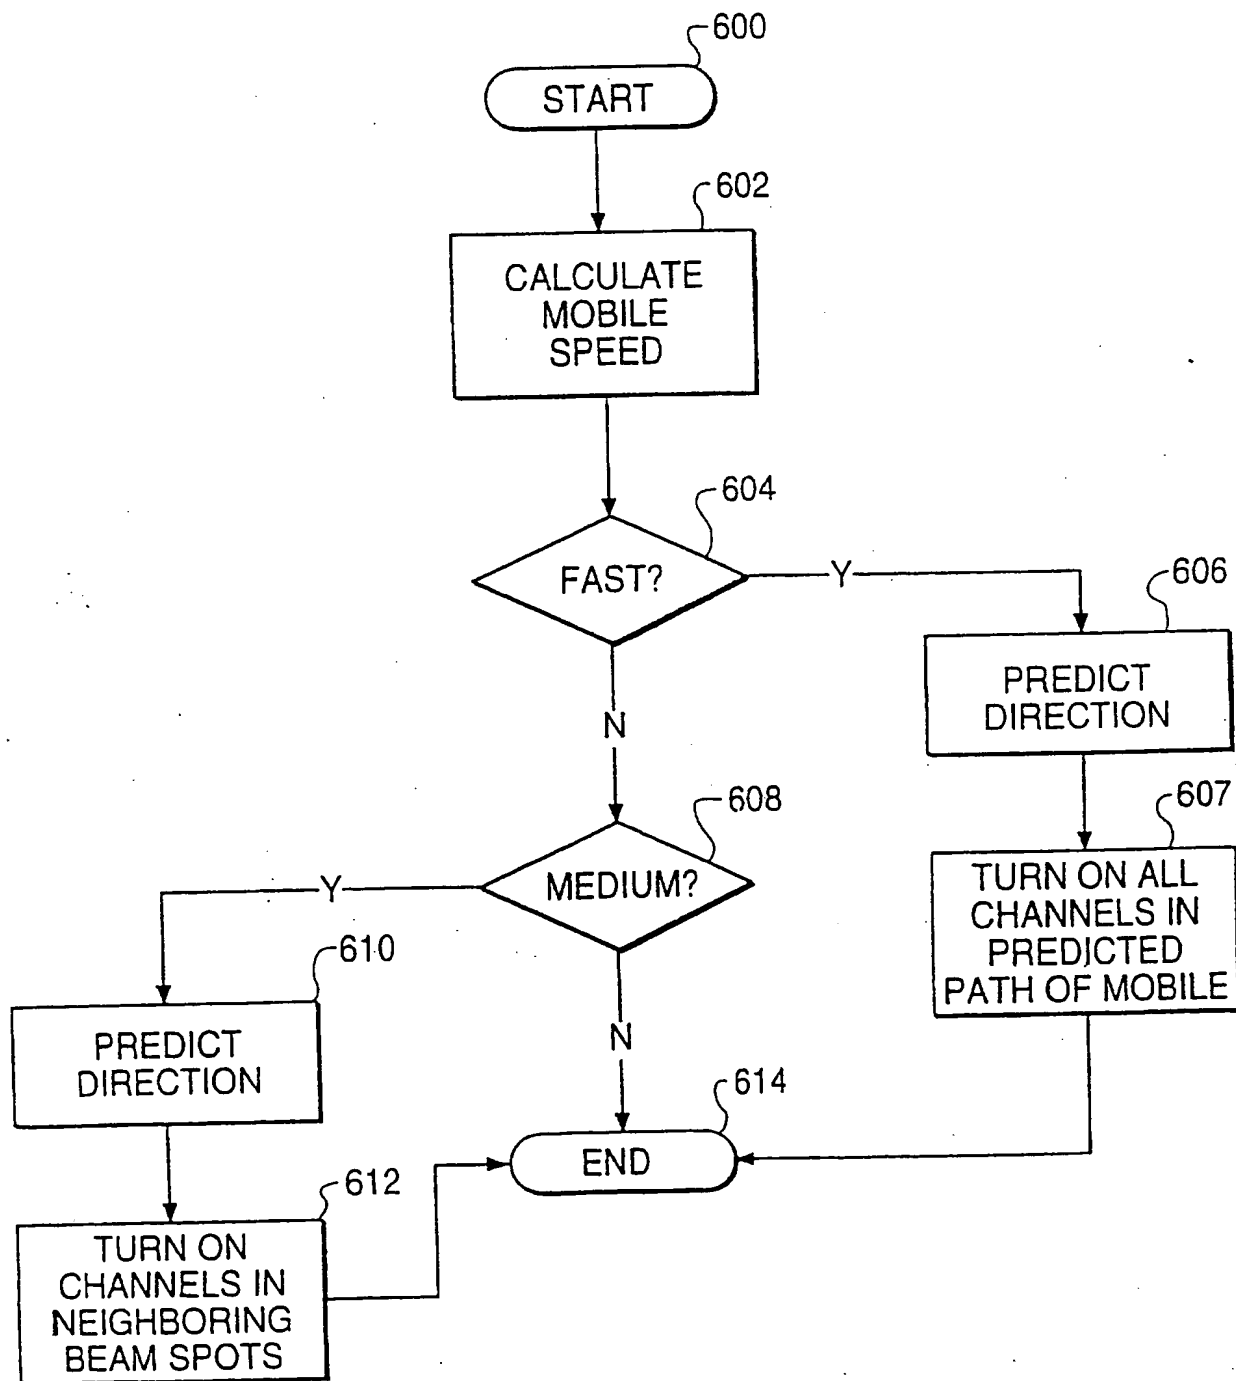 600
START
602
CALCULATE
MOBILE
SPEED
604
FAST?
Y
606
PREDICT
DIRECTION
N
607
TURN ON ALL
CHANNELS IN
PREDICTED
PATH OF MOBILE
608
MEDIUM?
Y
610
PREDICT
DIRECTION
N
614
END
612
TURN ON
CHANNELS IN
NEIGHBORING
BEAM SPOTS